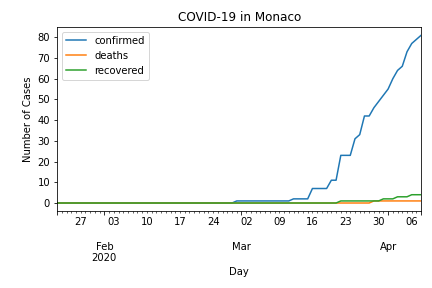 COVID-19 in Monaco
confirmed
deaths
recovered
Number of Cases
80
70
60
50
40
30
20
10
0
27 03 10 17 24 02 09 16 23 30 06
Feb Mar Apr
2020
Day